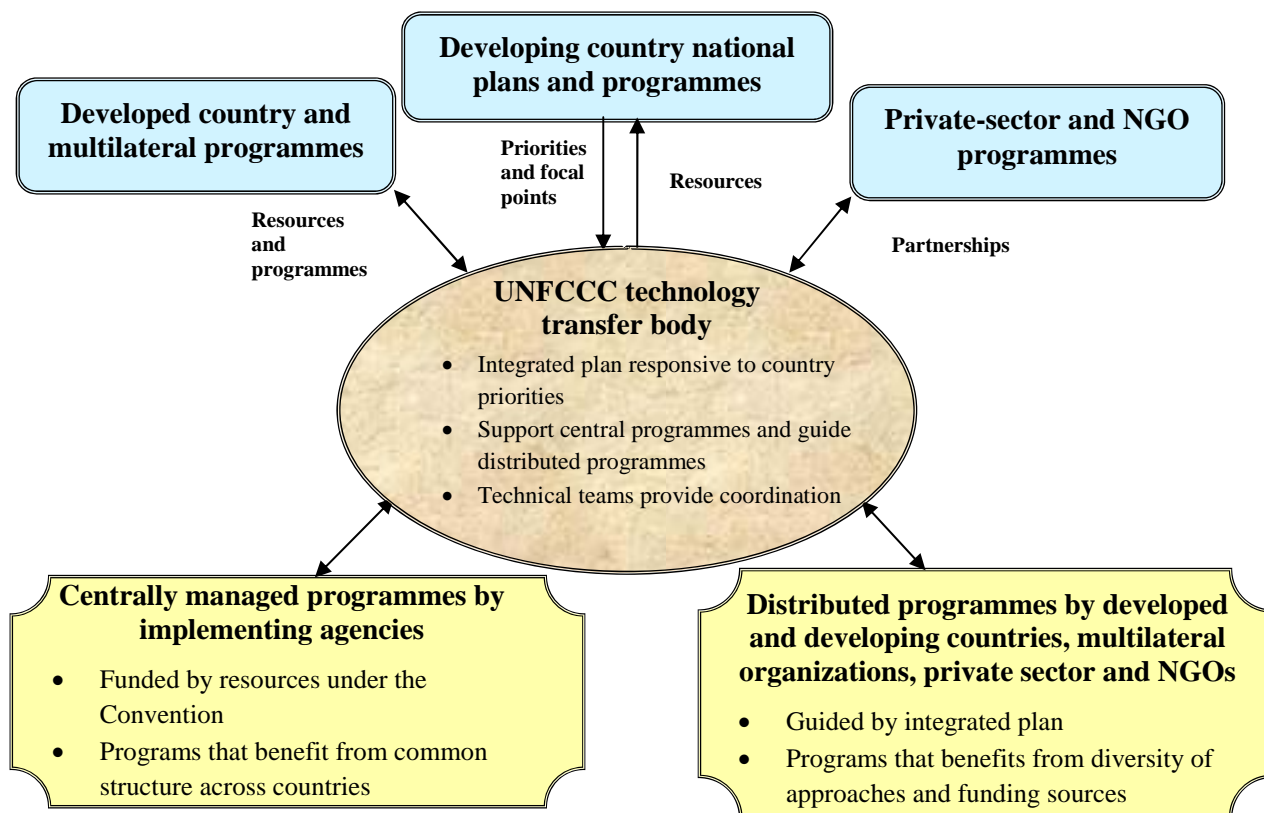 Developing country national
plans and programmes
Developed country and
multilateral programmes
Private-sector and NGO
programmes
Priorities
and focal
points
Resources
Resources
and
programmes
Partnerships
UNFCCC technology
transfer body
• Integrated plan responsive to country
priorities
• Support central programmes and guide
distributed programmes
• Technical teams provide coordination
Centrally managed programmes by
implementing agencies
• Funded by resources under the
Convention
• Programs that benefit from common
structure across countries
Distributed programmes by developed
and developing countries, multilateral
organizations, private sector and NGOs
• Guided by integrated plan
• Programs that benefits from diversity of
approaches and funding sources